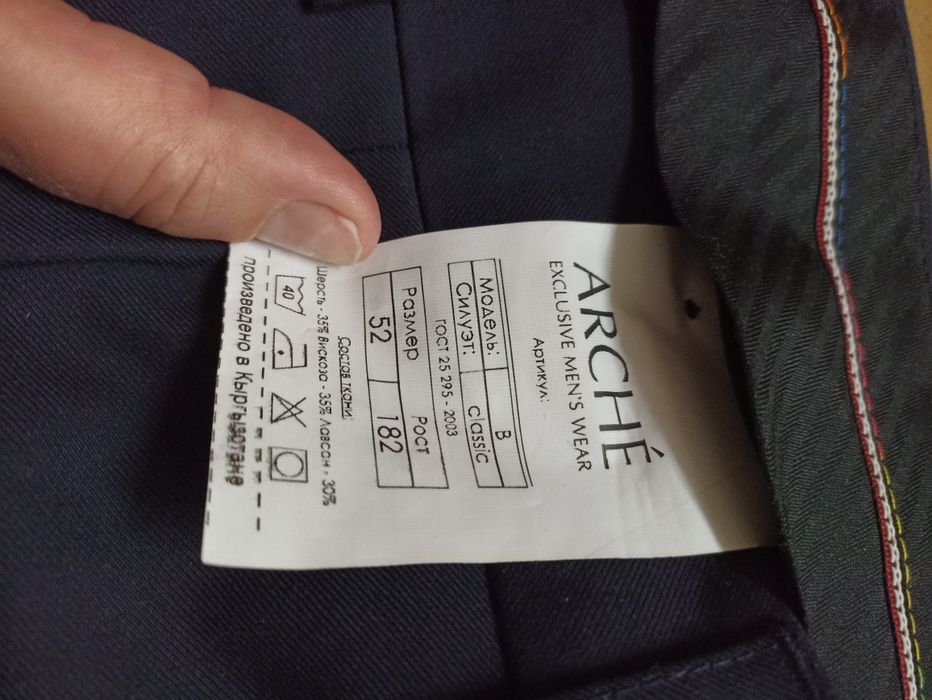 ARCHÉ
EXCLUSIVE MEN'S WEAR
Артикул:
Модель: B
Силуэт: classic
ГОСТ 25 295 - 2003
Размер Рост
52 182
Состав ткани:
Шерсть - 35% Вискоза - 35% Лавсан - 30%
40
произведено в Кыргызстане